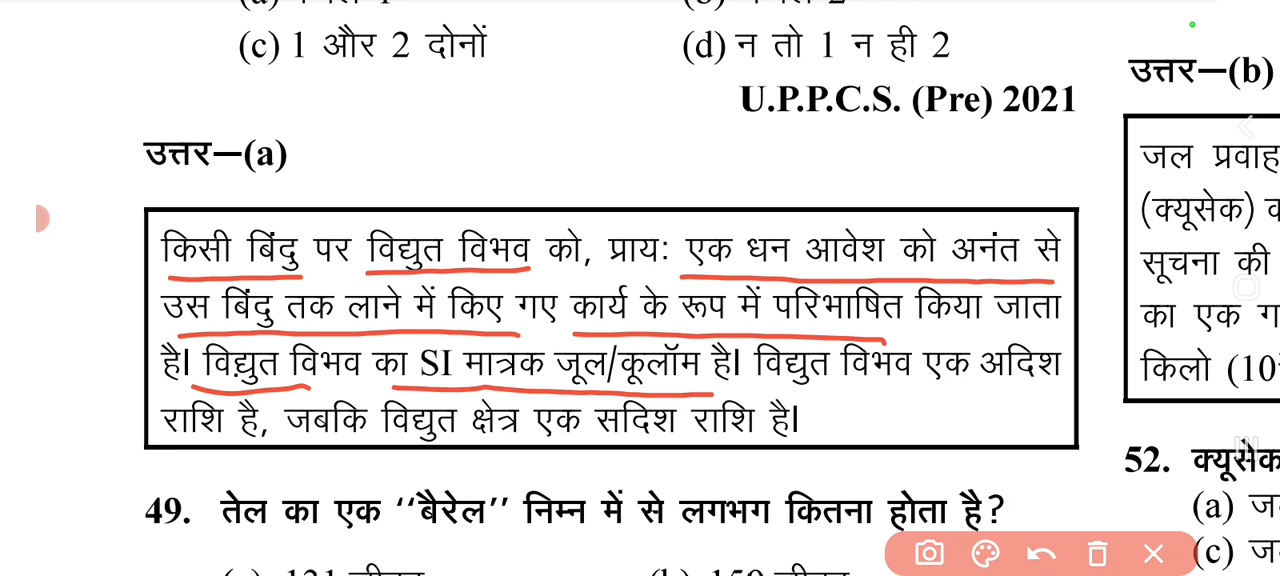 (c) 1 और 2 दोनों
(d) न तो 1 न ही 2
U.P.P.C.S. (Pre) 2021
उत्तर—(a)
किसी बिंदु पर विद्युत विभव को, प्रायः एक धन आवेश को अनंत से
उस बिंदु तक लाने में किए गए कार्य के रूप में परिभाषित किया जाता
है। विद्युत विभव का SI मात्रक जूल/कूलॉम है। विद्युत विभव एक अदिश
राशि है, जबकि विद्युत क्षेत्र एक सदिश राशि है।
49. तेल का एक ‘‘बैरेल’’ निम्न में से लगभग कितना होता है?
उत्तर—(b)
जल प्रवाह
(क्यूसेक)
सूचना की
का एक
किलो (10
52. क्यूसेक
(a)
(c)